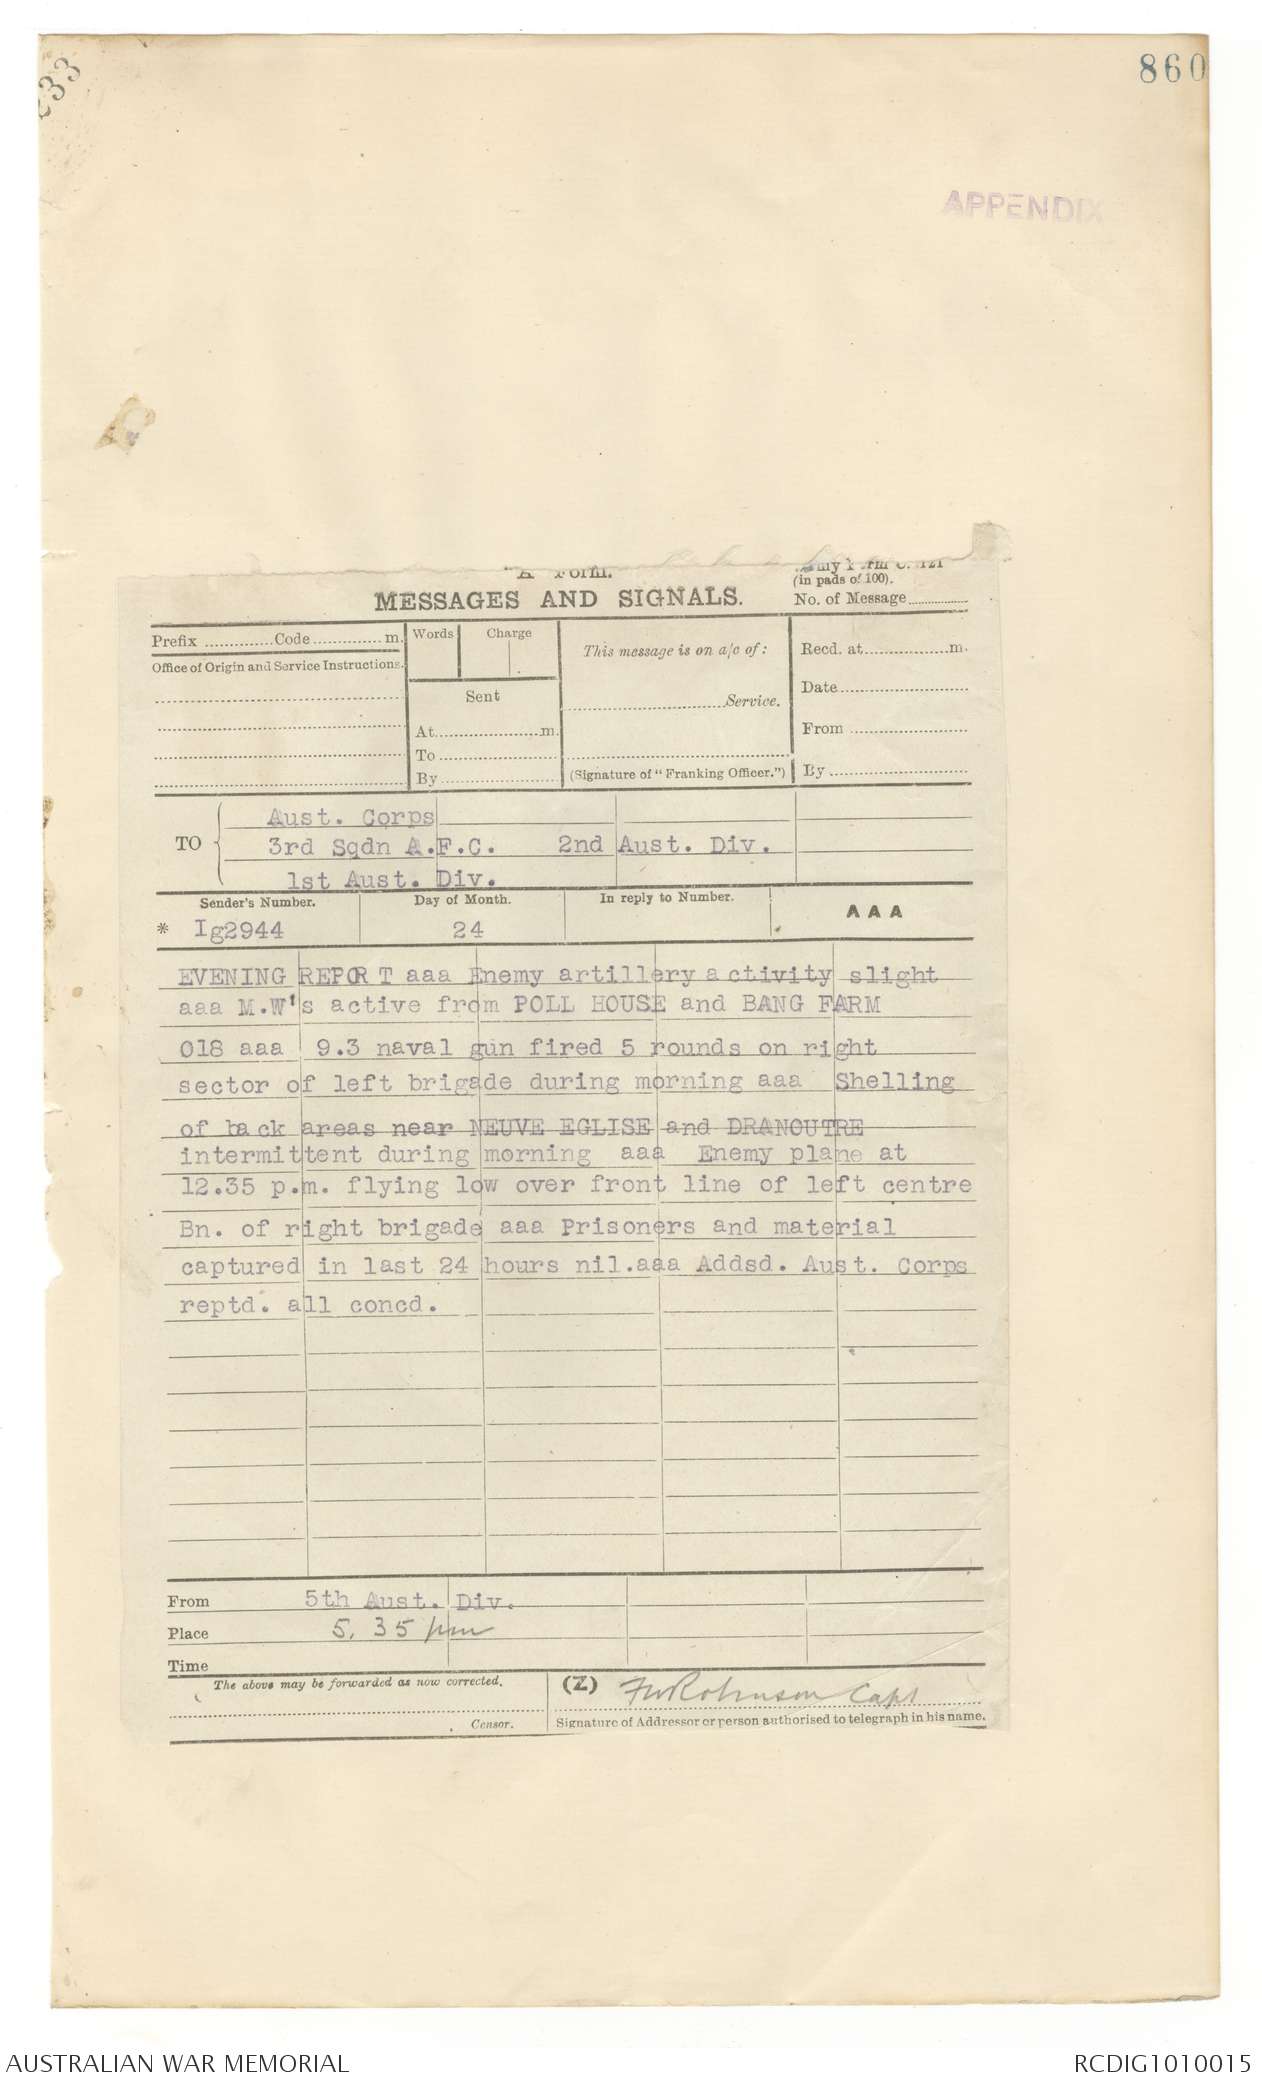 860
233
APPENDIX
"A" Form.
MESSAGES AND SIGNALS.
Army Form C. 2121
(in pads of 100).
No. of Message
Prefix Code m.
Words Charge
This message is on a/c of:
Recd. at m.
Office of Origin and Service Instructions.
Sent
Service.
Date
At m.
From
To
By
(Signature of "Franking Officer.")
By
TO
Aust. Corps
3rd Sqdn A.F.C. 2nd Aust. Div.
1st Aust. Div.
Sender's Number. Day of Month. In reply to Number. AAA
* Ig2944 24
EVENING REPOR T aaa Enemy artillery activity slight
aaa M.W's active from POLL HOUSE and BANG FARM
O18 aaa 9.3 naval gun fired 5 rounds on right
sector of left brigade during morning aaa Shelling
of back areas near NEUVE EGLISE and DRANOUTRE
intermittent during morning aaa Enemy plane at
12.35 p.m. flying low over front line of left centre
Bn. of right brigade aaa Prisoners and material
captured in last 24 hours nil.aaa Addsd. Aust. Corps
reptd. all concd.
From 5th Aust. Div.
Place 5.35 pm
Time
The above may be forwarded as now corrected.
(Z) FW Robinson Capt
Censor.
Signature of Addressor or person authorised to telegraph in his name.
AUSTRALIAN WAR MEMORIAL
RCDIG1010015